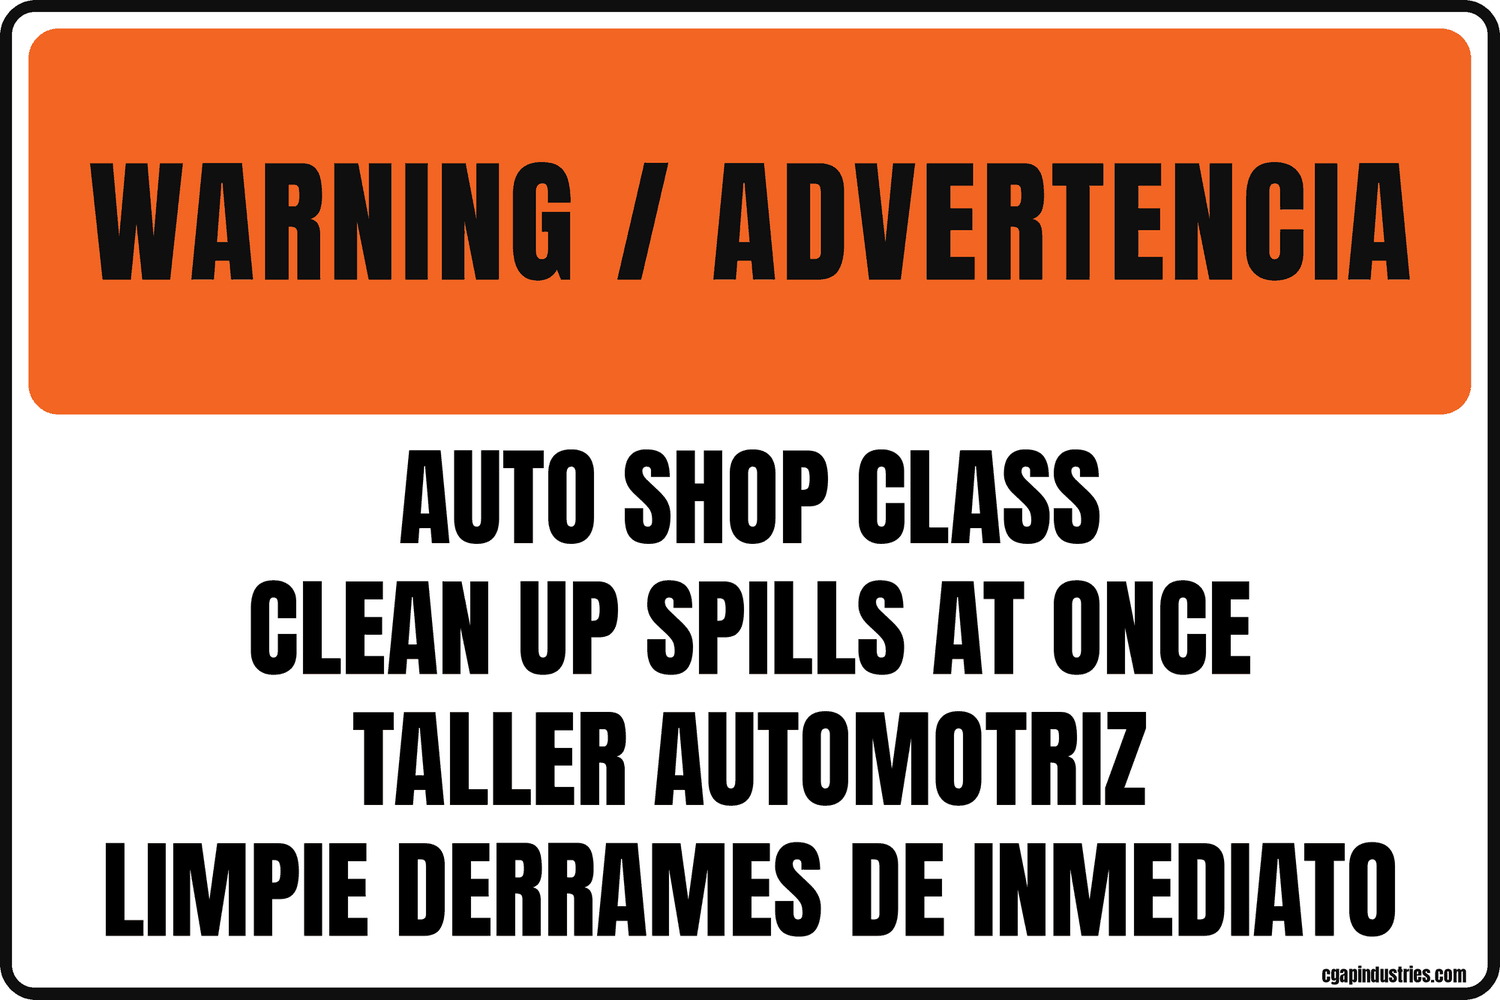 WARNING / ADVERTENCIA
AUTO SHOP CLASS
CLEAN UP SPILLS AT ONCE
TALLER AUTOMOTRIZ
LIMPIE DERRAMES DE INMEDIATO
cgapindustries.com